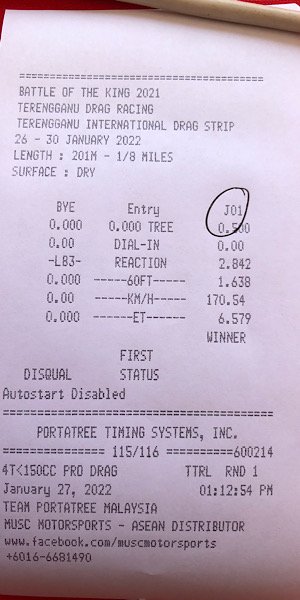 ========================================
BATTLE OF THE KING 2021
TERENGGANU DRAG RACING
TERENGGANU INTERNATIONAL DRAG STRIP
26 - 30 JANUARY 2022
LENGTH : 201M - 1/8 MILES
SURFACE : DRY
BYE Entry J01
0.000 0.000 TREE 0.500
0.00 DIAL-IN 0.00
-L83- REACTION 2.842
0.000 -----60FT------ 1.638
0.00 -----KM/H------ 170.54
0.000 ------ET------- 6.579
WINNER
FIRST
DISQUAL STATUS
Autostart Disabled
========================================
PORTATREE TIMING SYSTEMS, INC.
=============== 115/116 ==========600214
4T<150CC PRO DRAG TTRL RND 1
January 27, 2022 01:12:54 PM
TEAM PORTATREE MALAYSIA
MUSC MOTORSPORTS - ASEAN DISTRIBUTOR
www.facebook.com/muscmotorsports
+6016-6681490